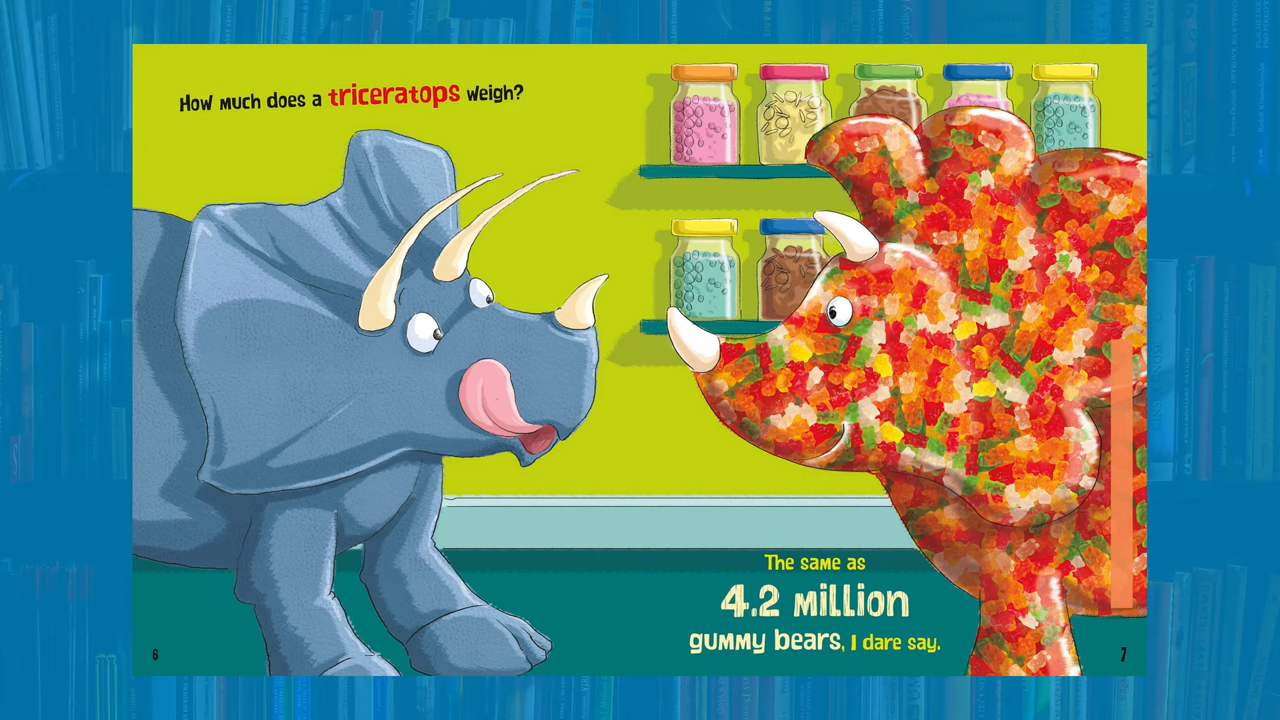 How much does a triceratops weigh?
The same as
4.2 million
gummy bears, I dare say.
6
7